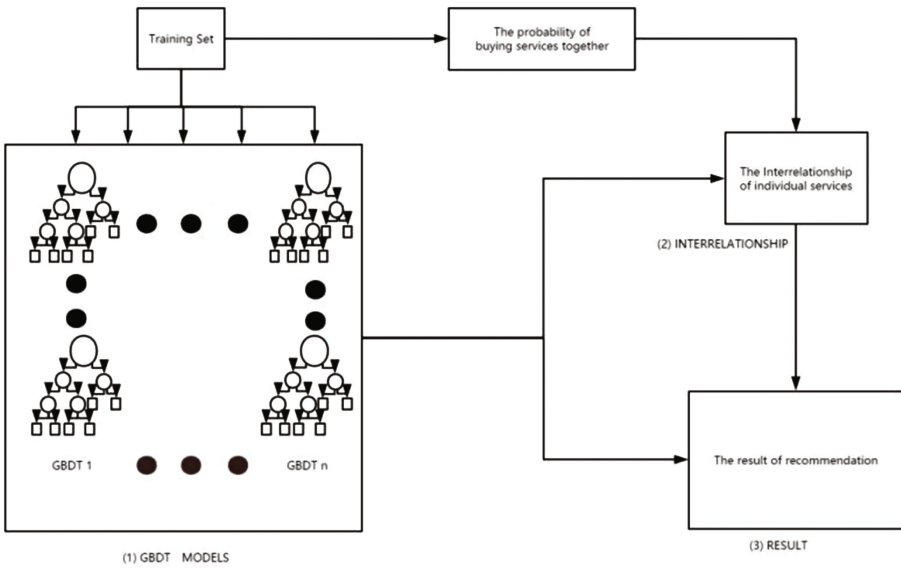 Training Set
The probability of
buying services together
The Interrelationship
of individual services
(2) INTERRELATIONSHIP
GBDT 1
GBDT n
The result of recommendation
(1) GBDT MODELS
(3) RESULT